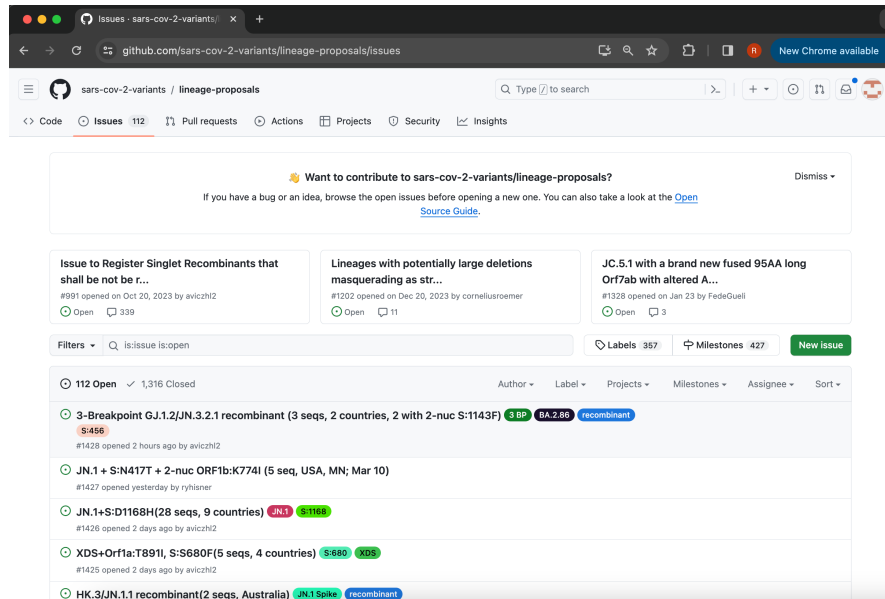 Issues · sars-cov-2-variants/l
github.com/sars-cov-2-variants/lineage-proposals/issues
R
New Chrome available
sars-cov-2-variants / lineage-proposals
Type / to search
Code
Issues 112
Pull requests
Actions
Projects
Security
Insights
Want to contribute to sars-cov-2-variants/lineage-proposals?
Dismiss
If you have a bug or an idea, browse the open issues before opening a new one. You can also take a look at the Open
Source Guide.
Issue to Register Singlet Recombinants that
shall be not be r...
#991 opened on Oct 20, 2023 by aviczhl2
Open 339
Lineages with potentially large deletions
masquerading as str...
#1202 opened on Dec 20, 2023 by corneliusroemer
Open 11
JC.5.1 with a brand new fused 95AA long
Orf7ab with altered A...
#1328 opened on Jan 23 by FedeGueli
Open 3
Filters
is:issue is:open
Labels 357
Milestones 427
New issue
112 Open
1,316 Closed
Author
Label
Projects
Milestones
Assignee
Sort
3-Breakpoint GJ.1.2/JN.3.2.1 recombinant (3 seqs, 2 countries, 2 with 2-nuc S:1143F) 3 BP BA.2.86 recombinant
S:456
#1428 opened 2 hours ago by aviczhl2
JN.1 + S:N417T + 2-nuc ORF1b:K774I (5 seq, USA, MN; Mar 10)
#1427 opened yesterday by ryhisner
JN.1+S:D1168H(28 seqs, 9 countries) JN.1 S:1168
#1426 opened 2 days ago by aviczhl2
XDS+Orf1a:T891I, S:S680F(5 seqs, 4 countries) S:680 XDS
#1425 opened 2 days ago by aviczhl2
HK.3/JN.1.1 recombinant(2 seqs, Australia) JN.1 Spike recombinant